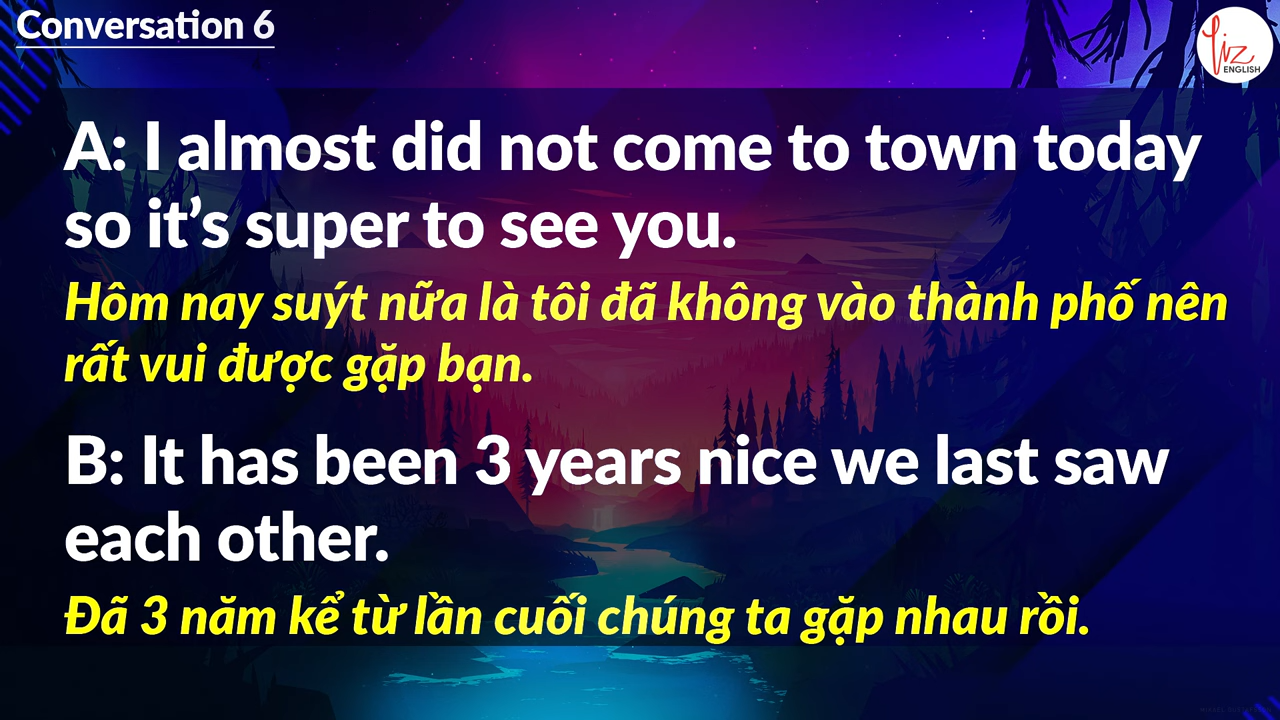 Conversation 6
Liz
ENGLISH
A: I almost did not come to town today
so it’s super to see you.
Hôm nay suýt nữa là tôi đã không vào thành phố nên
rất vui được gặp bạn.
B: It has been 3 years nice we last saw
each other.
Đã 3 năm kể từ lần cuối chúng ta gặp nhau rồi.